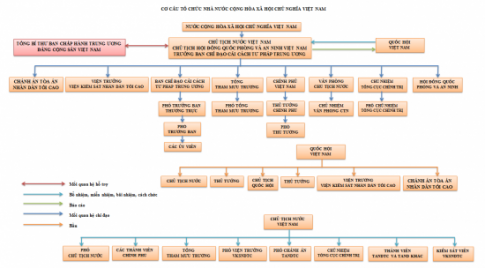 CƠ CẤU TỔ CHỨC NHÀ NƯỚC CỘNG HÒA XÃ HỘI CHỦ NGHĨA VIỆT NAM
NƯỚC CỘNG HÒA XÃ HỘI CHỦ NGHĨA VIỆT NAM
TỔNG BÍ THƯ BAN CHẤP HÀNH TRUNG ƯƠNG
ĐẢNG CỘNG SẢN VIỆT NAM
CHỦ TỊCH NƯỚC VIỆT NAM
CHỦ TỊCH HỘI ĐỒNG QUỐC PHÒNG VÀ AN NINH VIỆT NAM
TRƯỞNG BAN CHỈ ĐẠO CẢI CÁCH TƯ PHÁP TRUNG ƯƠNG
QUỐC HỘI
VIỆT NAM
CHÁNH ÁN TÒA ÁN
NHÂN DÂN TỐI CAO
VIỆN TRƯỞNG
VIỆN KIỂM SÁT NHÂN DÂN TỐI CAO
BAN CHỈ ĐẠO CẢI CÁCH
TƯ PHÁP TRUNG ƯƠNG
TỔNG
THAM MƯU TRƯỞNG
CHÍNH PHỦ
VIỆT NAM
VĂN PHÒNG
CHỦ TỊCH NƯỚC
CHỦ NHIỆM
TỔNG CỤC CHÍNH TRỊ
HỘI ĐỒNG QUỐC
PHÒNG VÀ AN NINH
PHÓ TRƯỞNG BAN
THƯỜNG TRỰC
PHÓ TỔNG
THAM MƯU TRƯỞNG
THỦ TƯỚNG
CHÍNH PHỦ
CHỦ NHIỆM
VĂN PHÒNG CTN
PHÓ CHỦ NHIỆM
TỔNG CỤC CHÍNH TRỊ
PHÓ
TRƯỞNG BAN
PHÓ
THỦ TƯỚNG
CÁC ỦY VIÊN
QUỐC HỘI
VIỆT NAM
CHỦ TỊCH NƯỚC
THỦ TƯỚNG
CHỦ TỊCH
QUỐC HỘI
THỦ TƯỚNG
VIỆN TRƯỞNG
VIỆN KIỂM SÁT NHÂN DÂN TỐI CAO
CHÁNH ÁN TÒA ÁN
NHÂN DÂN TỐI CAO
Mối quan hệ hỗ trợ
Bổ nhiệm, miễn nhiệm, bãi nhiệm, cách chức
Báo cáo
Mối quan hệ chỉ đạo
Bầu
CHỦ TỊCH NƯỚC
VIỆT NAM
PHÓ
CHỦ TỊCH NƯỚC
CÁC THÀNH VIÊN
CHÍNH PHỦ
TỔNG
THAM MƯU TRƯỞNG
PHÓ VIỆN TRƯỞNG
VKSNDTC
PHÓ CHÁNH ÁN
TANDTC
CHỦ NHIỆM
TỔNG CỤC CHÍNH TRỊ
THÀNH VIÊN
TANDTC VÀ TAND KHÁC
KIỂM SÁT VIÊN
VKSNDTC